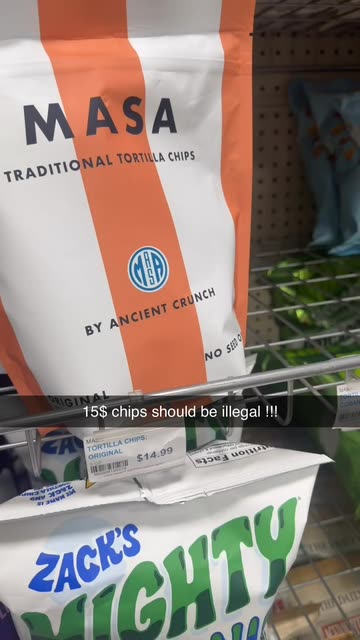 MASA
TRADITIONAL TORTILLA CHIPS
MASA
BY ANCIENT CRUNCH
ORIGINAL
NO SEED
15$ chips should be illegal !!!
TORTILLA CHIPS:
ORIGINAL
$14.99
Nutrition Facts
ZACK'S
MIGHTY